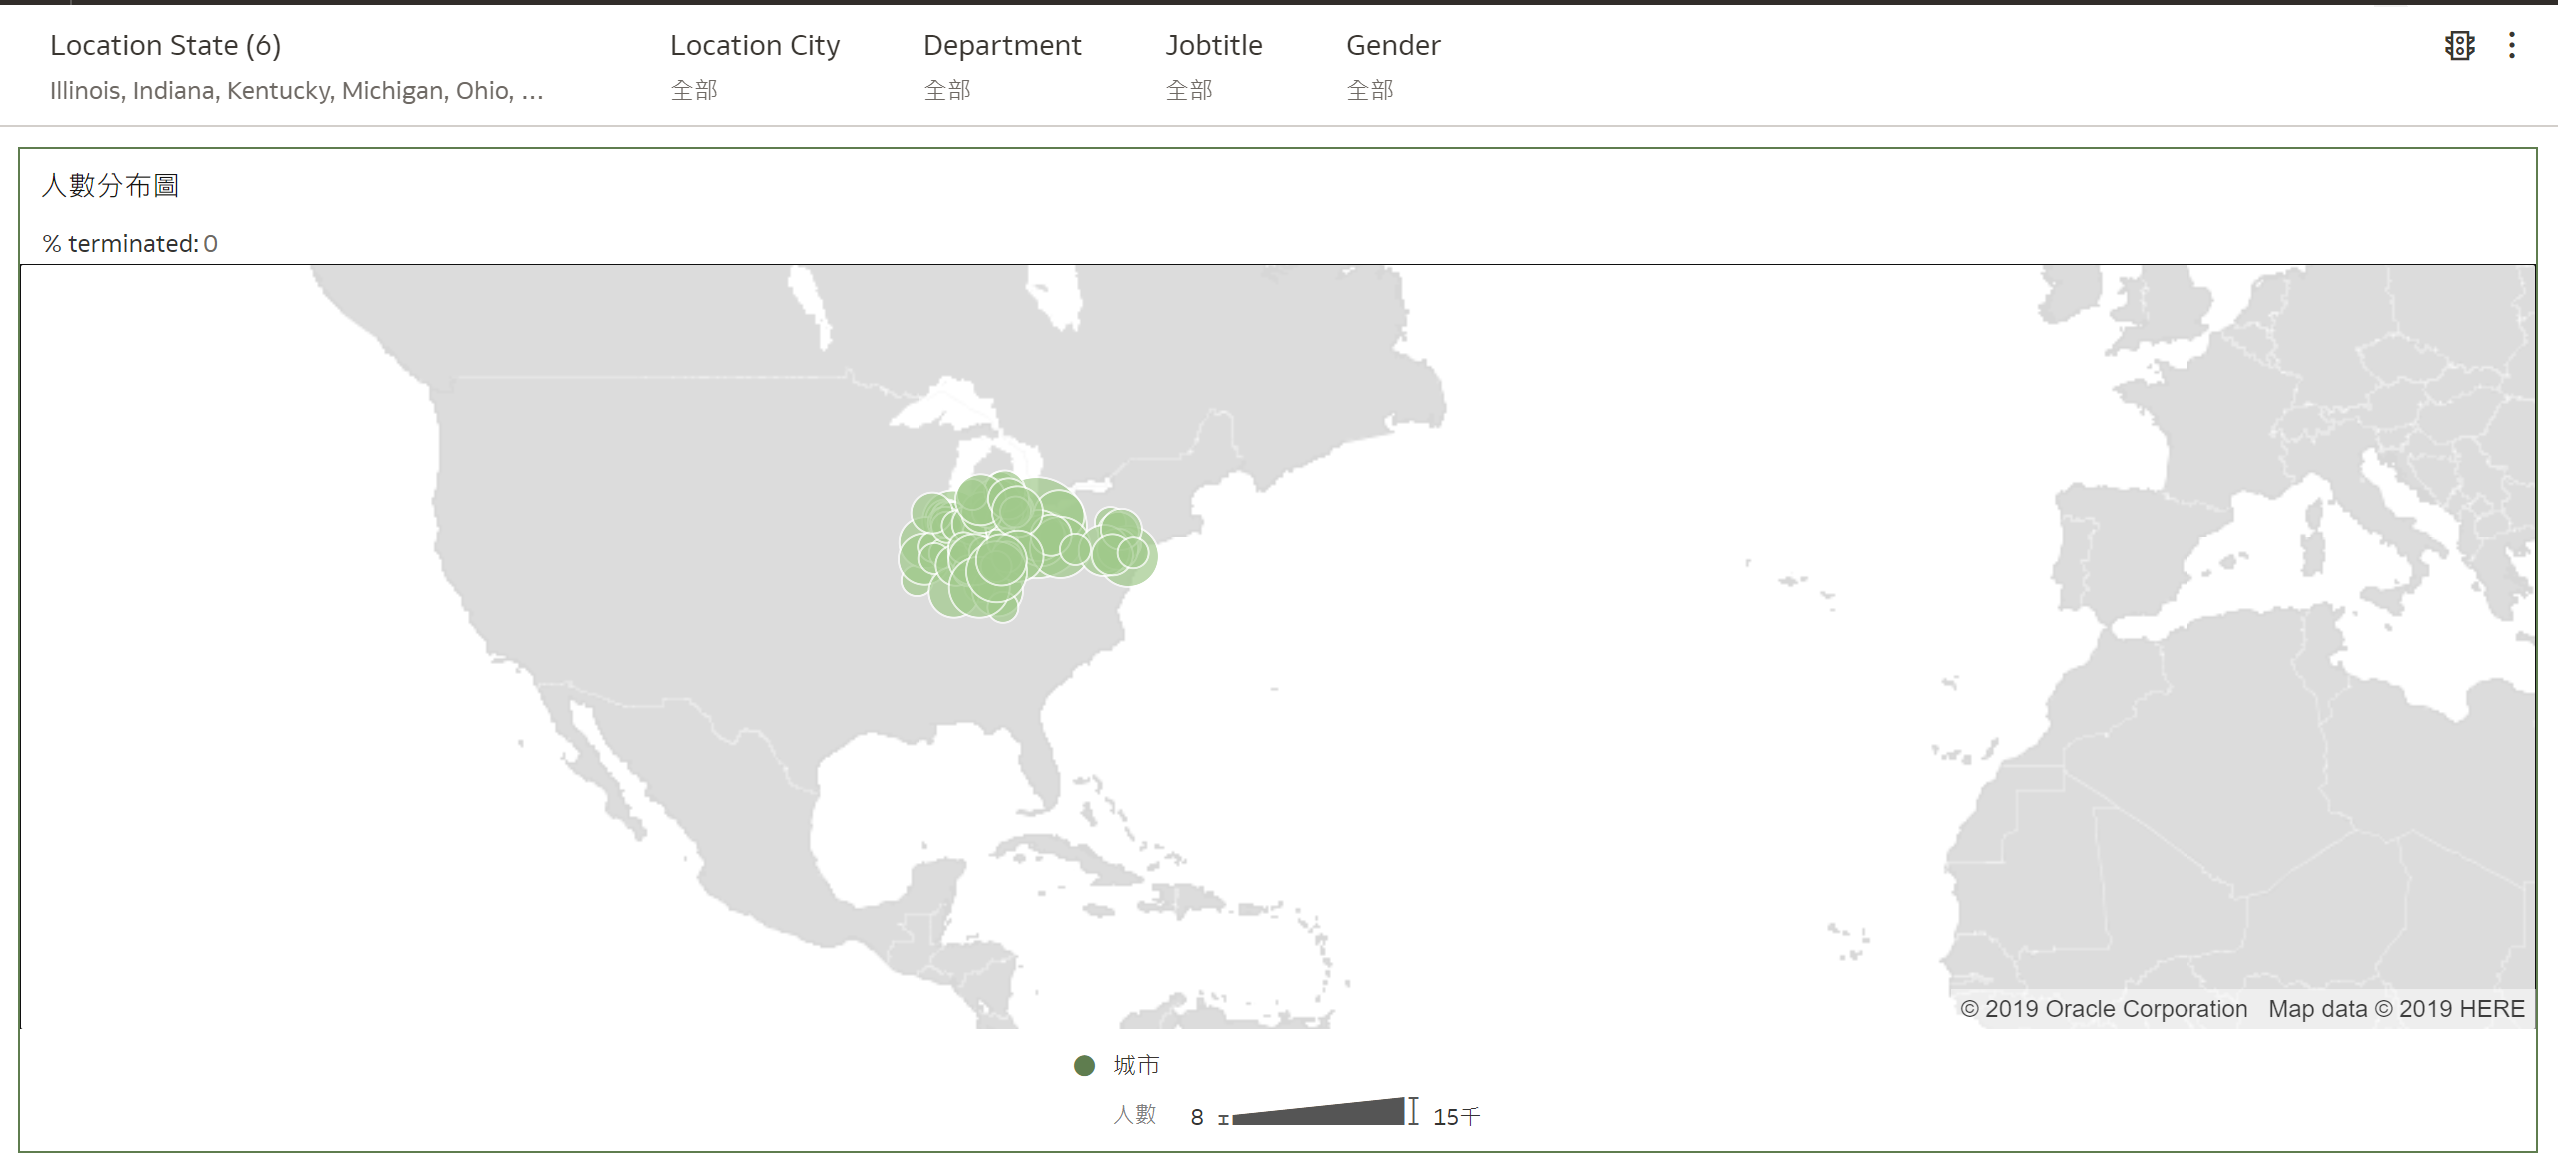 Location State (6)
Illinois, Indiana, Kentucky, Michigan, Ohio, ...
Location City
全部
Department
全部
Jobtitle
全部
Gender
全部
人數分布圖
% terminated: 0
© 2019 Oracle Corporation Map data © 2019 HERE
城市
人數 8 15千